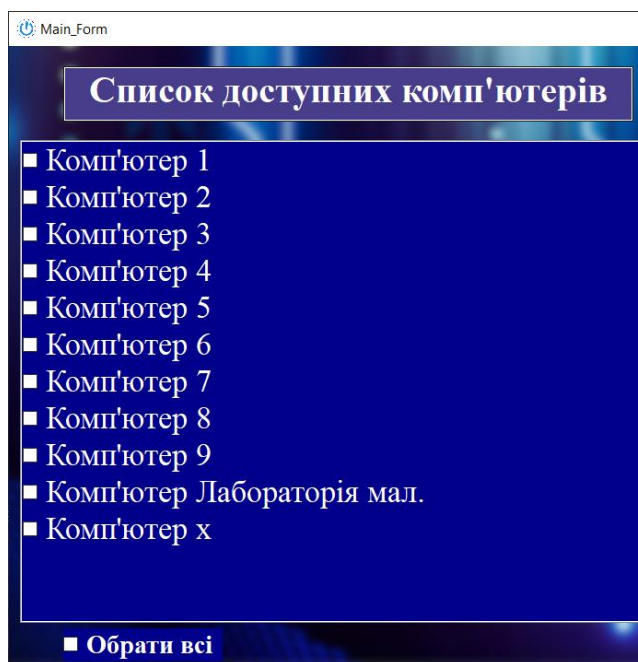 Main_Form
Список доступних комп'ютерів
Комп'ютер 1
Комп'ютер 2
Комп'ютер 3
Комп'ютер 4
Комп'ютер 5
Комп'ютер 6
Комп'ютер 7
Комп'ютер 8
Комп'ютер 9
Комп'ютер Лабораторія мал.
Комп'ютер x
Обрати всі